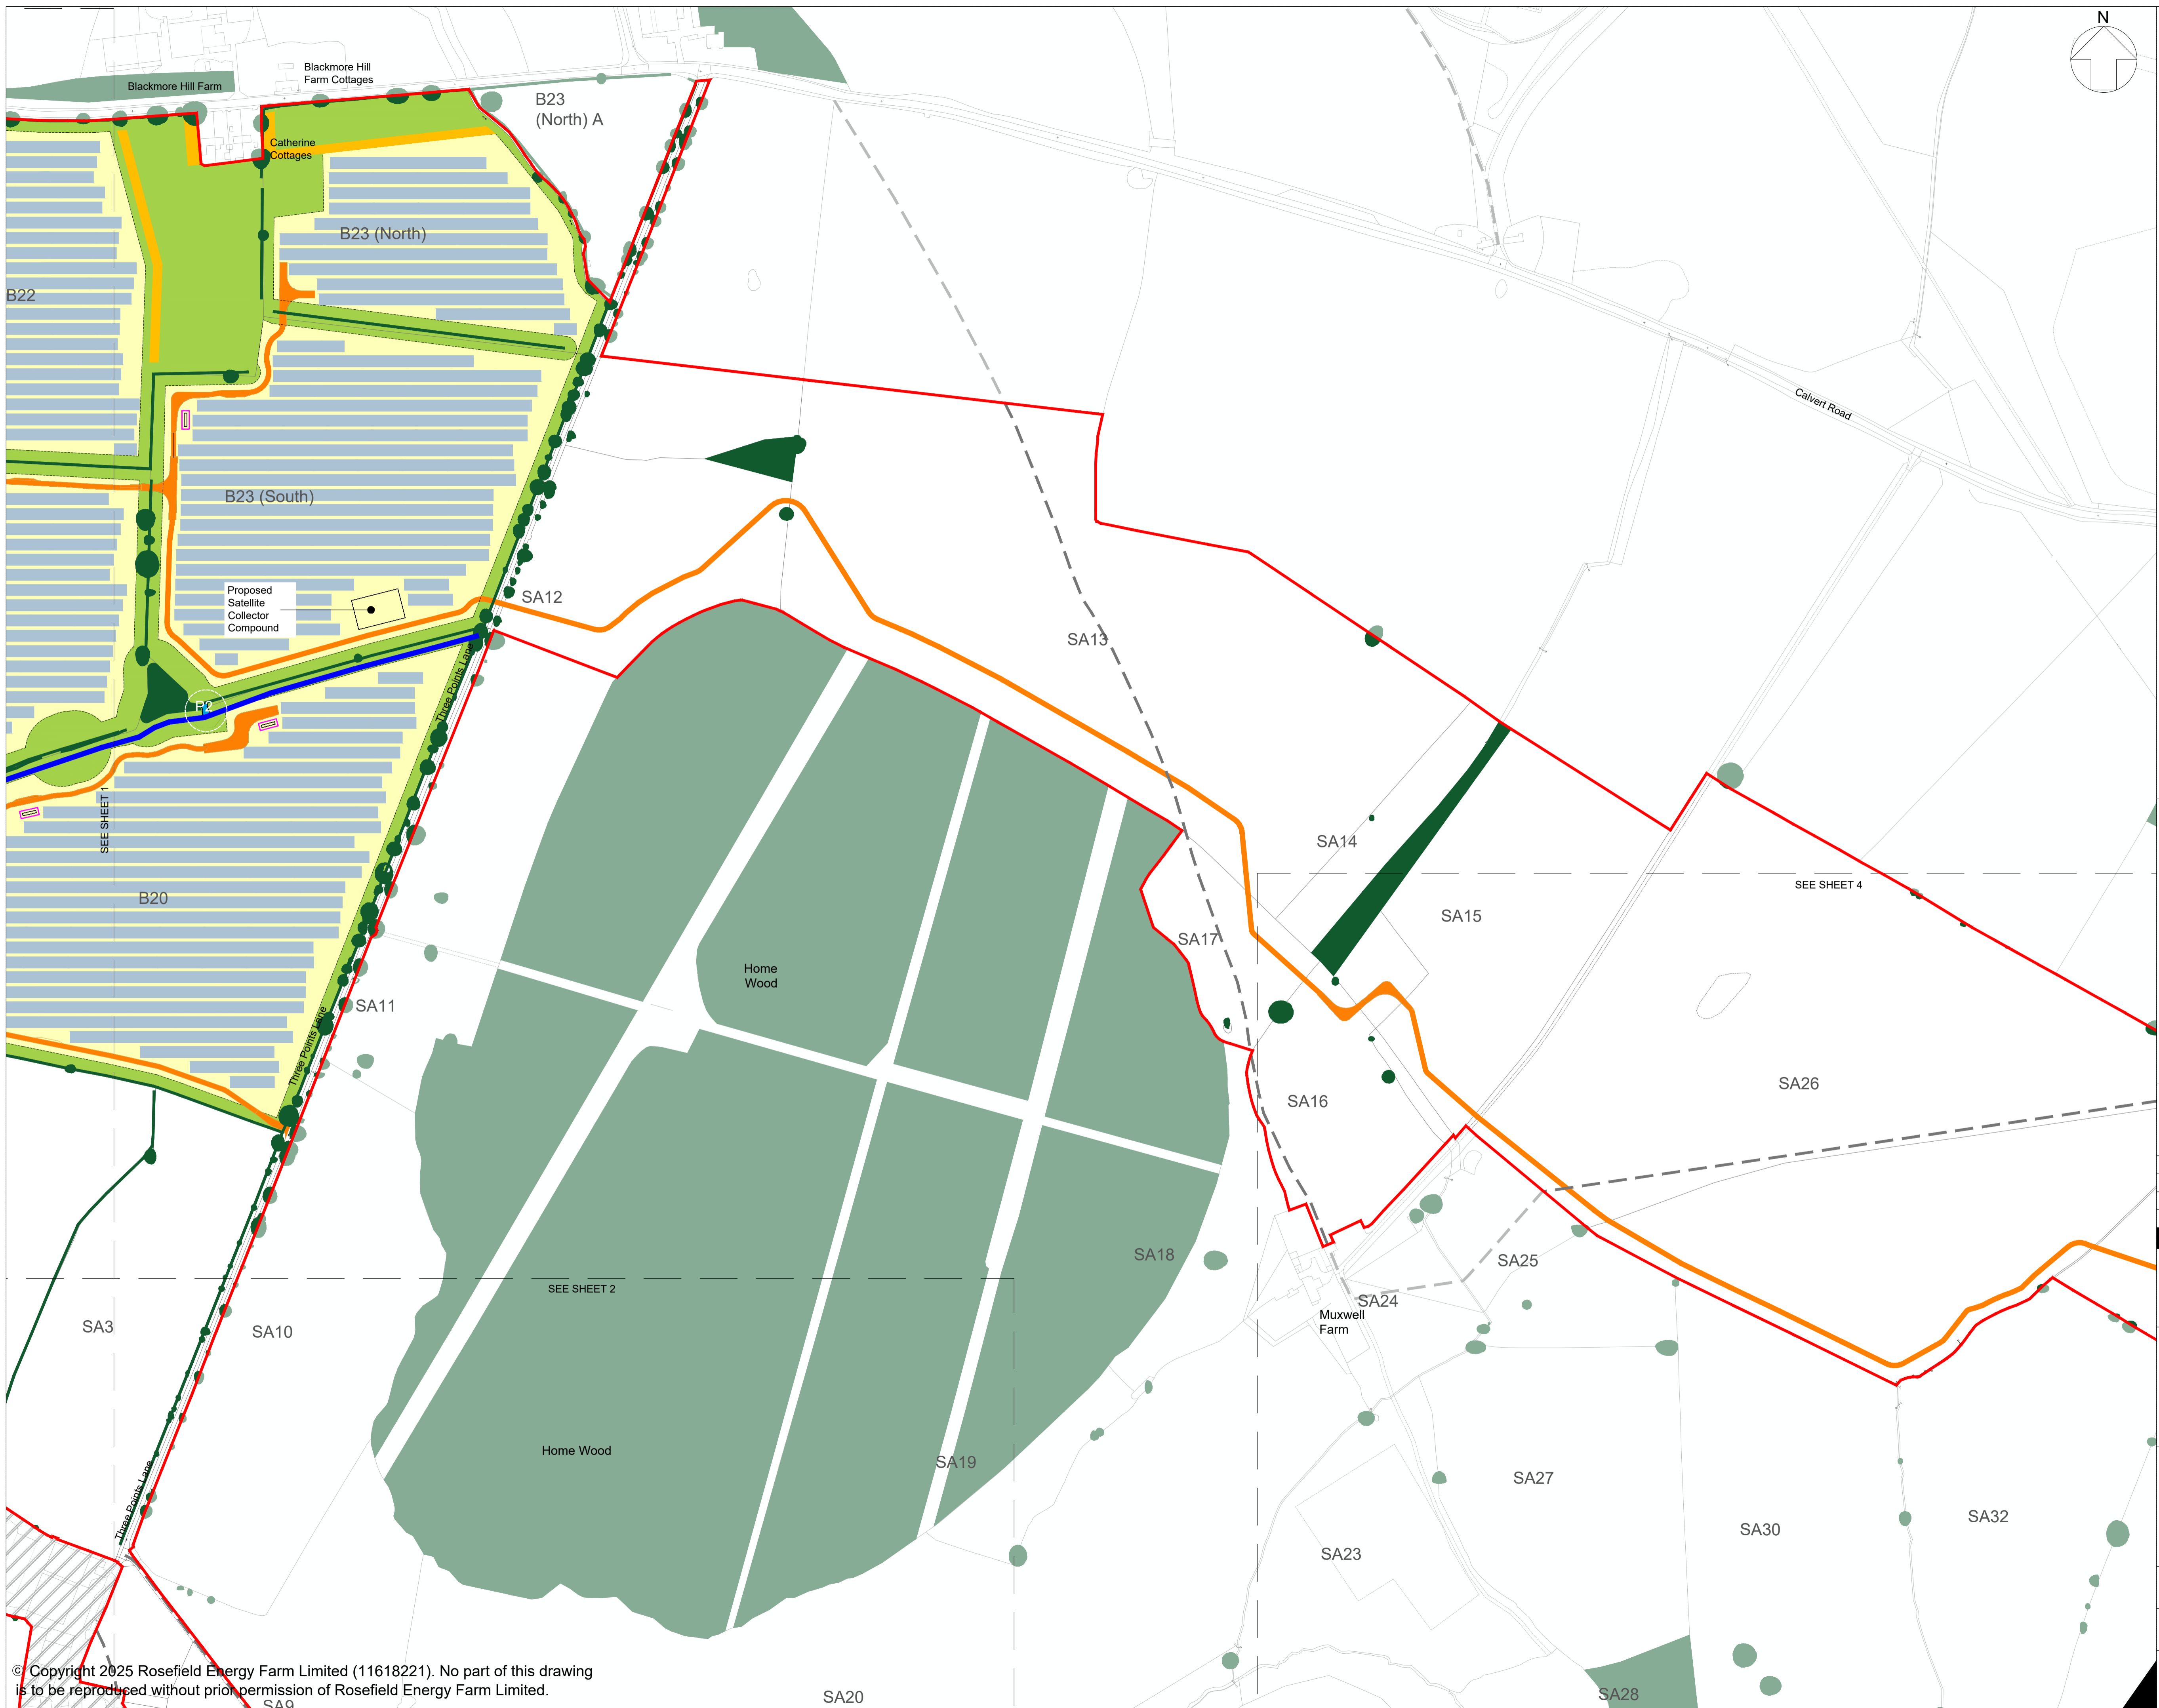 N
Blackmore Hill
Farm Cottages
Blackmore Hill Farm
B23
(North) A
Catherine
Cottages
B23 (North)
B22
Calvert Road
B23 (South)
Proposed
Satellite
Collector
Compound
SA12
SA13
Three Points Lane
SEE SHEET 1
SA14
SEE SHEET 4
B20
SA15
SA17
Home
Wood
SA11
Three Points Lane
SA16
SA26
SA18
SA25
SEE SHEET 2
SA24
Muxwell
Farm
SA3
SA10
Home Wood
SA19
SA27
Three Points Lane
SA30
SA32
SA23
© Copyright 2025 Rosefield Energy Farm Limited (11618221). No part of this drawing
is to be reproduced without prior permission of Rosefield Energy Farm Limited.
SA9
SA20
SA28